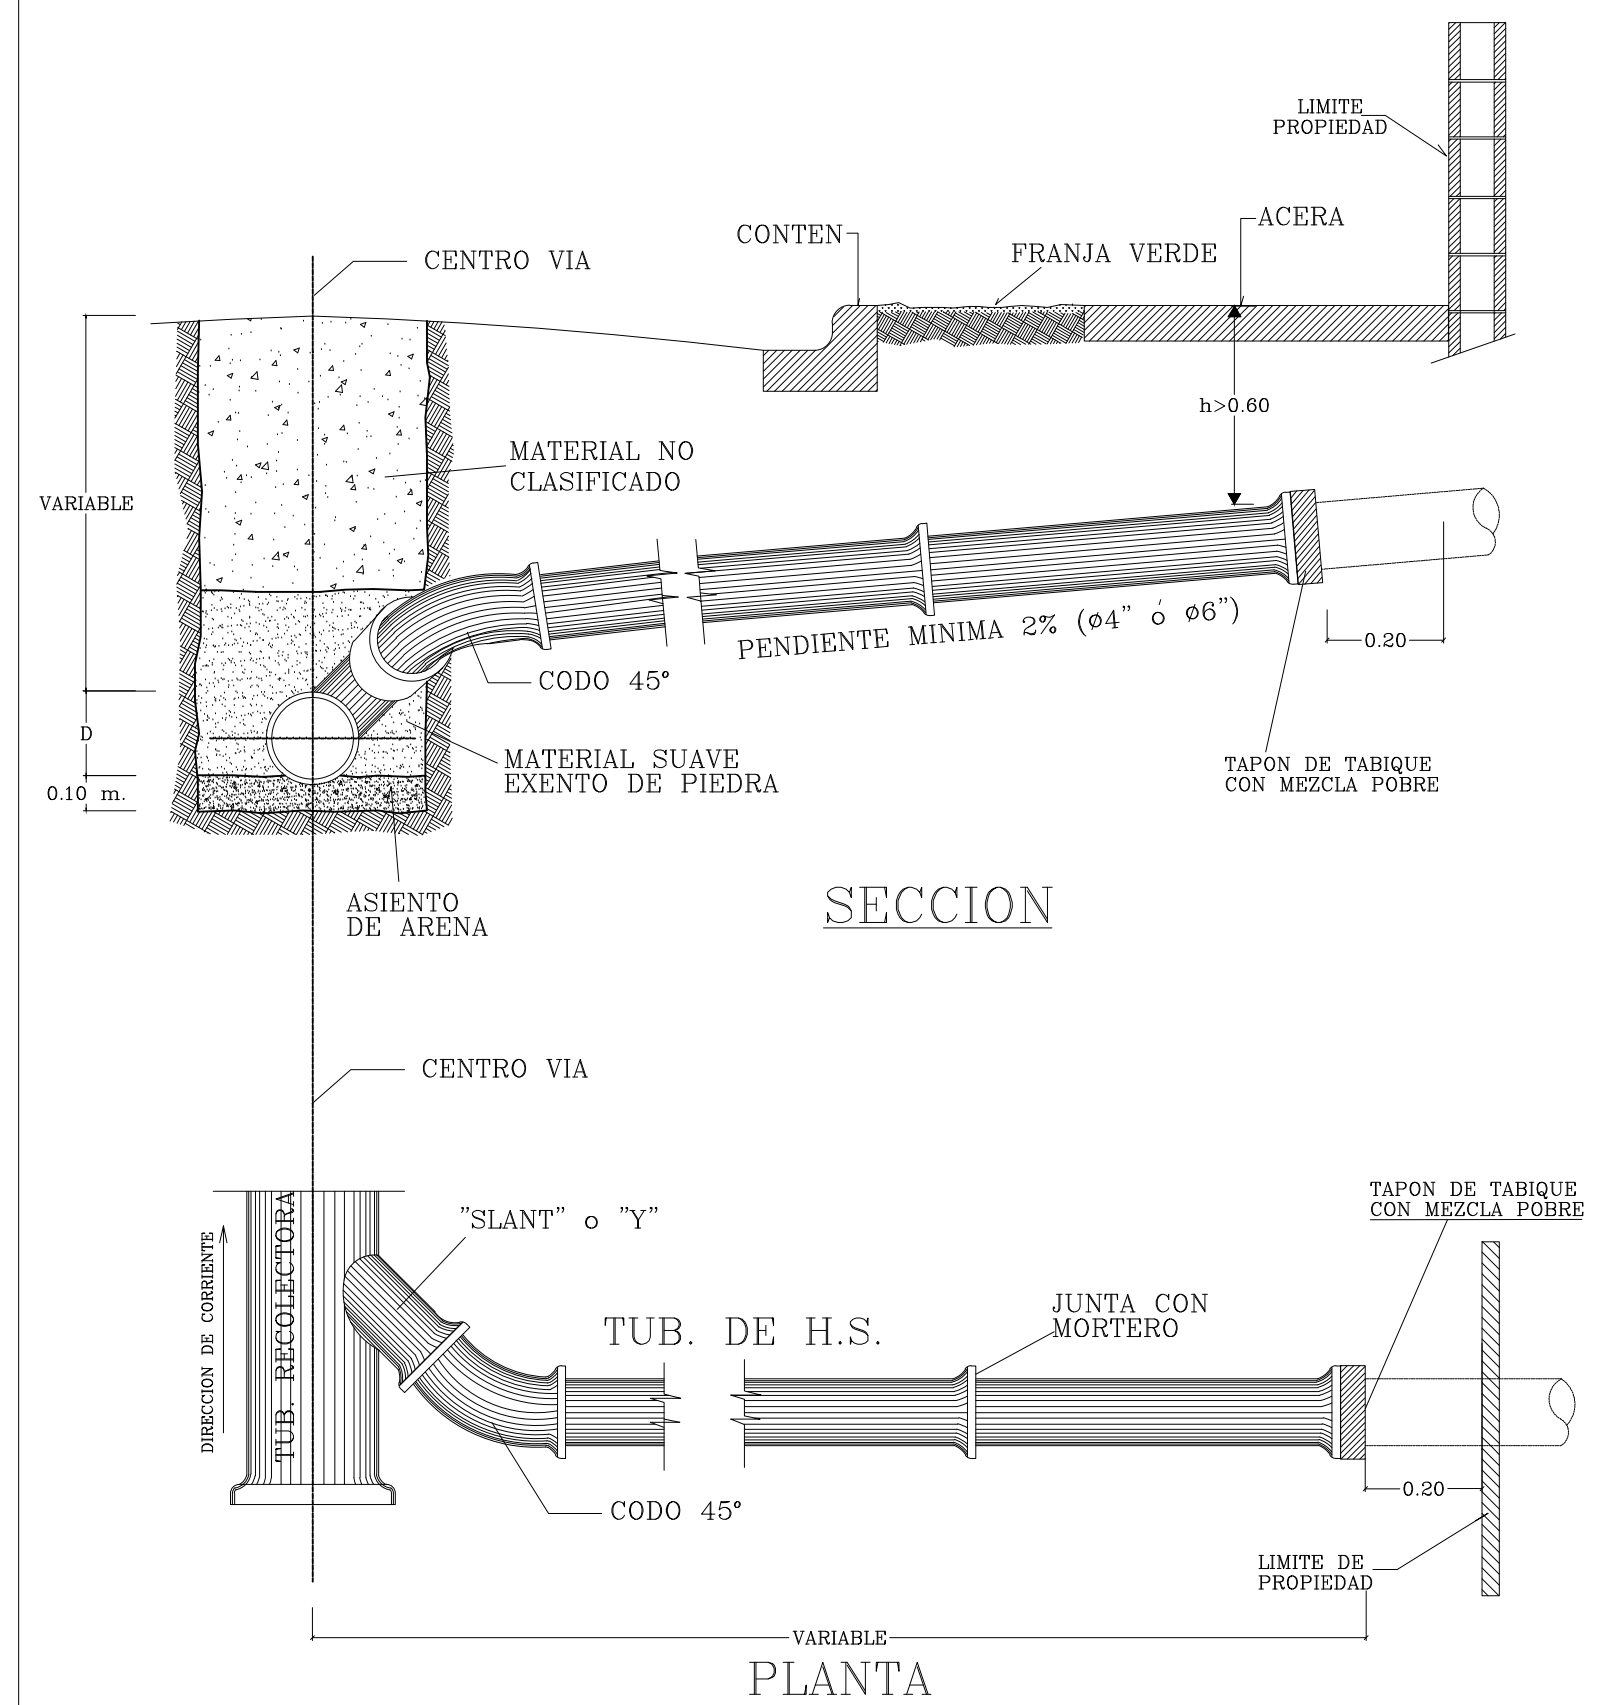 LIMITE
PROPIEDAD
ACERA
CONTEN
FRANJA VERDE
CENTRO VIA
h>0.60
MATERIAL NO
CLASIFICADO
VARIABLE
PENDIENTE MINIMA 2% (ø4" ó ø6")
0.20
CODO 45°
D
MATERIAL SUAVE
EXENTO DE PIEDRA
TAPON DE TABIQUE
CON MEZCLA POBRE
0.10 m.
ASIENTO
DE ARENA
SECCION
CENTRO VIA
TAPON DE TABIQUE
CON MEZCLA POBRE
"SLANT" o "Y"
DIRECCION DE CORRIENTE
TUB. RECOLECTORA
JUNTA CON
MORTERO
TUB. DE H.S.
0.20
CODO 45°
LIMITE DE
PROPIEDAD
VARIABLE
PLANTA